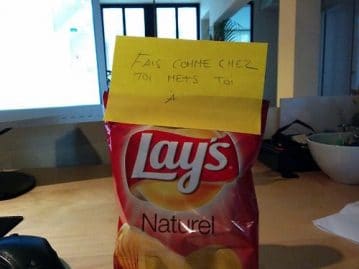 FAIS COMME CHEZ
TOI METS TOI
A
Lay's
Naturel